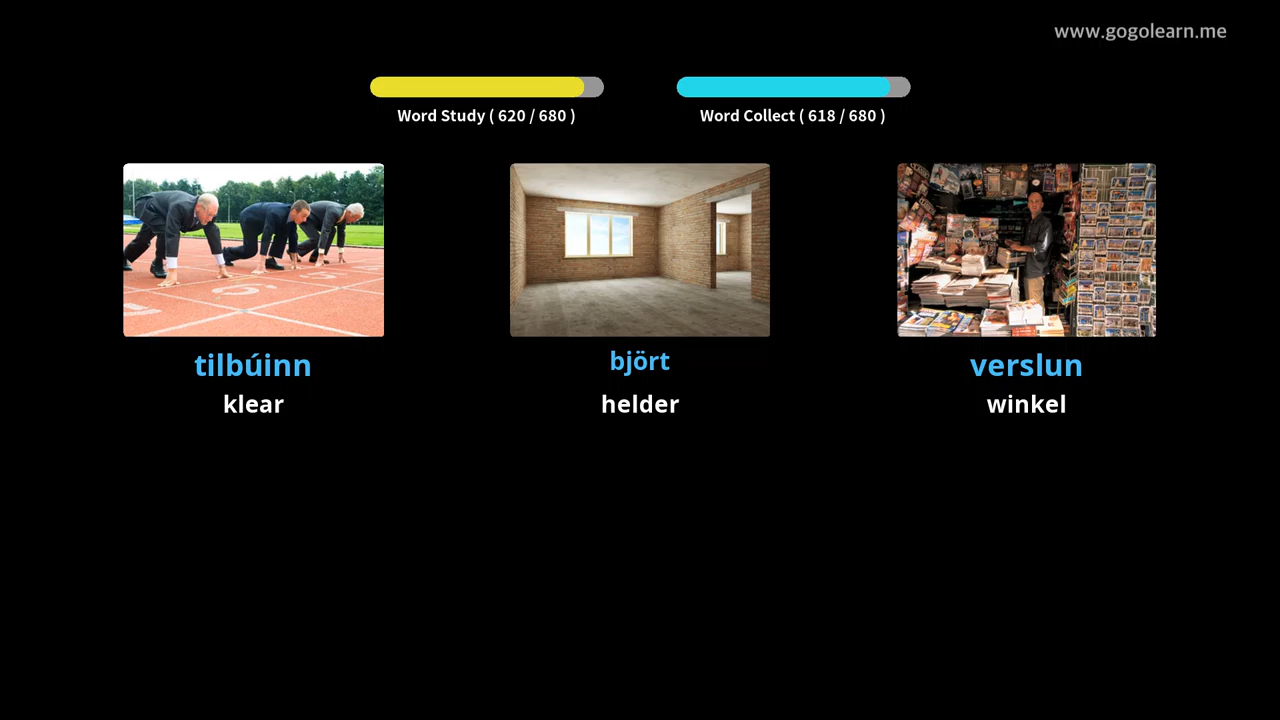 www.gogolearn.me
Word Study ( 620 / 680 )
Word Collect ( 618 / 680 )
tilbúinn
björt
verslun
klear
helder
winkel